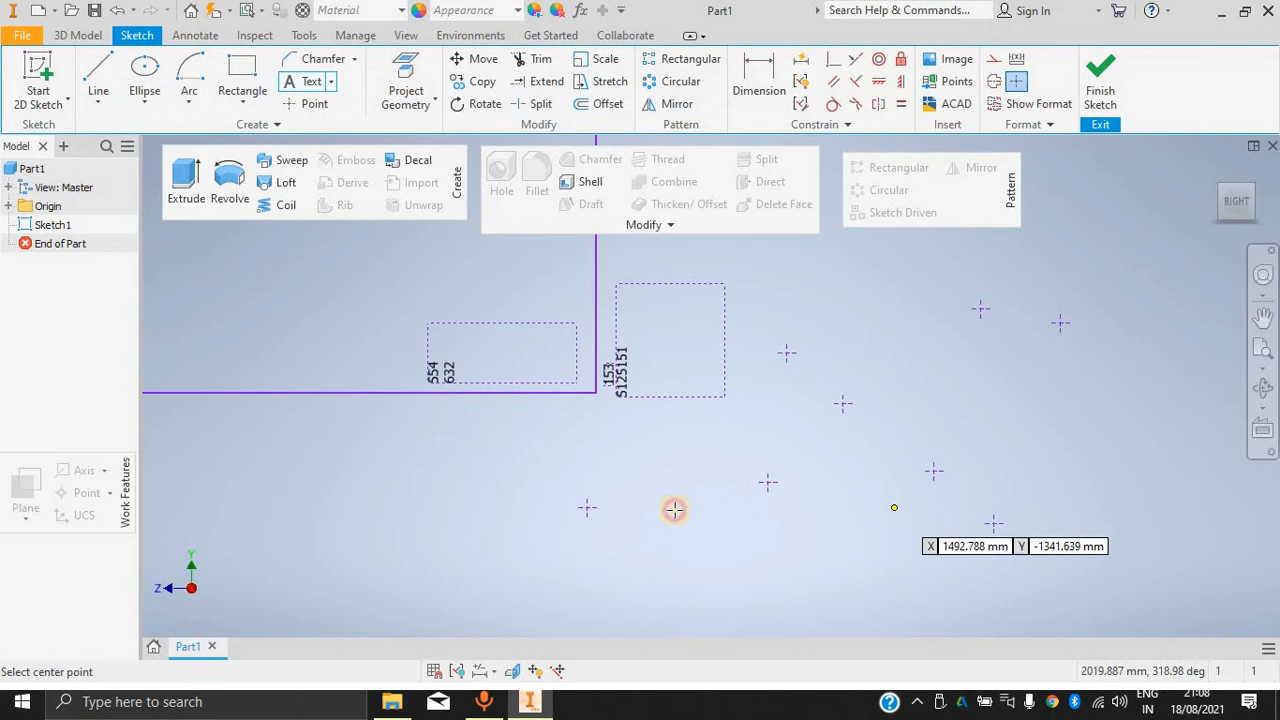 Material
Appearance
fx
Part1
Search Help & Commands...
Sign In
File
3D Model
Sketch
Annotate
Inspect
Tools
Manage
View
Environments
Get Started
Collaborate
Start
2D Sketch
Line
Ellipse
Arc
Rectangle
Chamfer
A Text
Point
Project
Geometry
Move
Copy
Rotate
Trim
Extend
Split
Scale
Stretch
Offset
Rectangular
Circular
Mirror
Dimension
Image
Points
ACAD
Show Format
Finish
Sketch
Sketch
Create
Modify
Pattern
Constrain
Insert
Format
Exit
Model
Part1
View: Master
Origin
Sketch1
End of Part
Extrude
Revolve
Sweep
Loft
Coil
Emboss
Derive
Rib
Decal
Import
Unwrap
Create
Hole
Fillet
Chamfer
Shell
Draft
Thread
Combine
Thicken/ Offset
Split
Direct
Delete Face
Modify
Rectangular
Circular
Sketch Driven
Mirror
Pattern
RIGHT
554
632
153
5125151
X 1492.788 mm Y -1341.639 mm
Plane
Axis
Point
UCS
Work Features
Y
Z
Part1
Select center point
2019.887 mm, 318.98 deg 1 1
Type here to search
ENG
IN
21:08
18/08/2021